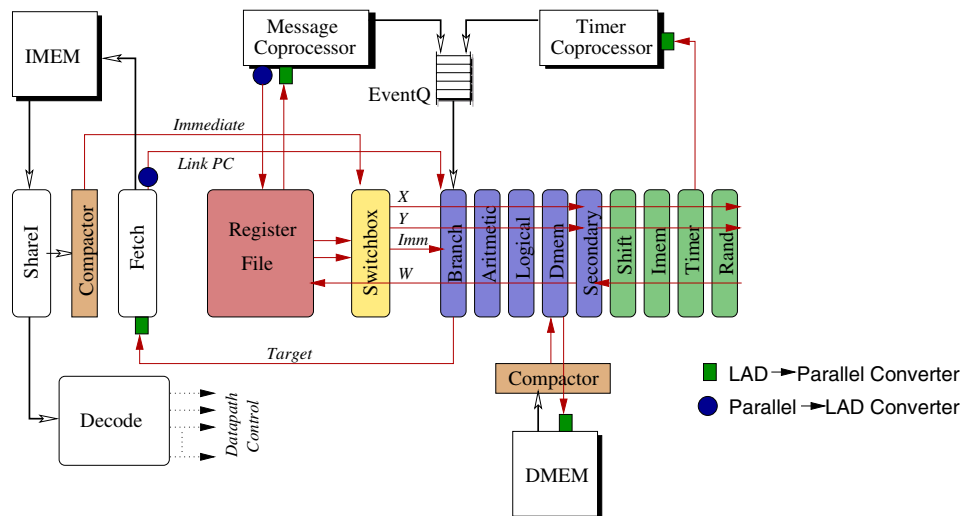 IMEM
Message
Coprocessor
Timer
Coprocessor
EventQ
Immediate
Link PC
ShareI
Compactor
Fetch
Register
File
Switchbox
X
Y
Imm
W
Branch
Aritmetic
Logical
Dmem
Secondary
Shift
Imem
Timer
Rand
Target
Decode
Datapath
Control
Compactor
DMEM
LAD Parallel Converter
Parallel LAD Converter